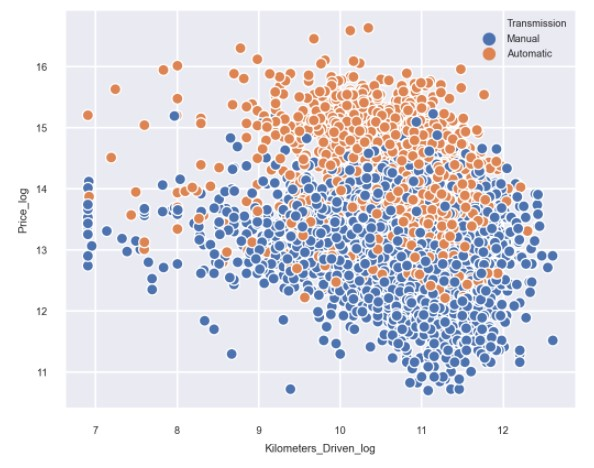 Transmission
Manual
Automatic
16
15
14
13
12
11
Price_log
7 8 9 10 11 12
Kilometers_Driven_log